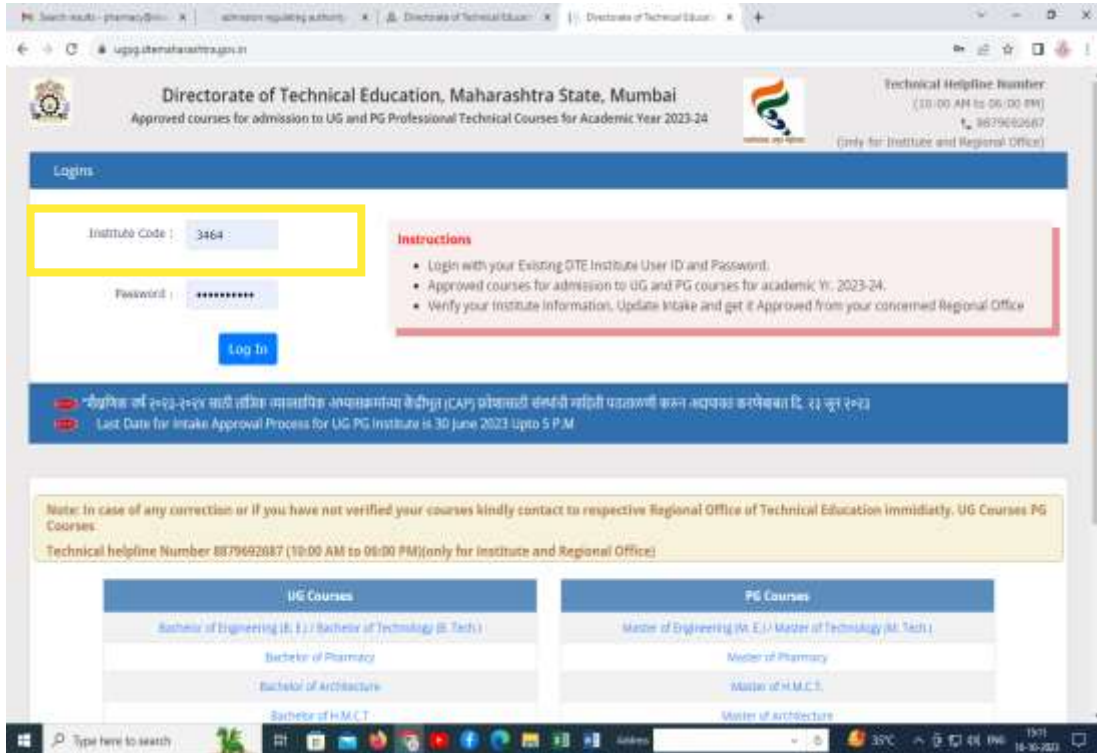 Directorate of Technical Education, Maharashtra State, Mumbai
Approved courses for admission to UG and PG Professional Technical Courses for Academic Year 2023-24
Technical Helpline Number
(10:00 AM to 06:00 PM)
(only for Institute and Regional Office)
Logins
Institute Code :
3464
Password :
••••••••••
Log In
Instructions
• Login with your Existing DTE Institute User ID and Password.
• Approved courses for admission to UG and PG courses for academic Yr. 2023-24.
• Verify your Institute Information, Update Intake and get it Approved from your concerned Regional Office
Last Date for Intake Approval Process for UG PG Institute is 30 June 2023 Upto 5 P.M
Note: In case of any correction or if you have not verified your courses kindly contact to respective Regional Office of Technical Education immidiatly. UG Courses PG
Courses
Technical helpline Number 8879692687 (10:00 AM to 06:00 PM)(only for Institute and Regional Office)
UG Courses
PG Courses
Bachelor of Engineering (B. E.) / Bachelor of Technology (B. Tech.)
Master of Engineering (M. E.) / Master of Technology (M. Tech.)
Bachelor of Pharmacy
Master of Pharmacy
Bachelor of Architecture
Master of H.M.C.T.
Bachelor of H.M.C.T
Master of Architecture
Type here to search
Address
35°C
ENG
15:11
16-10-2023